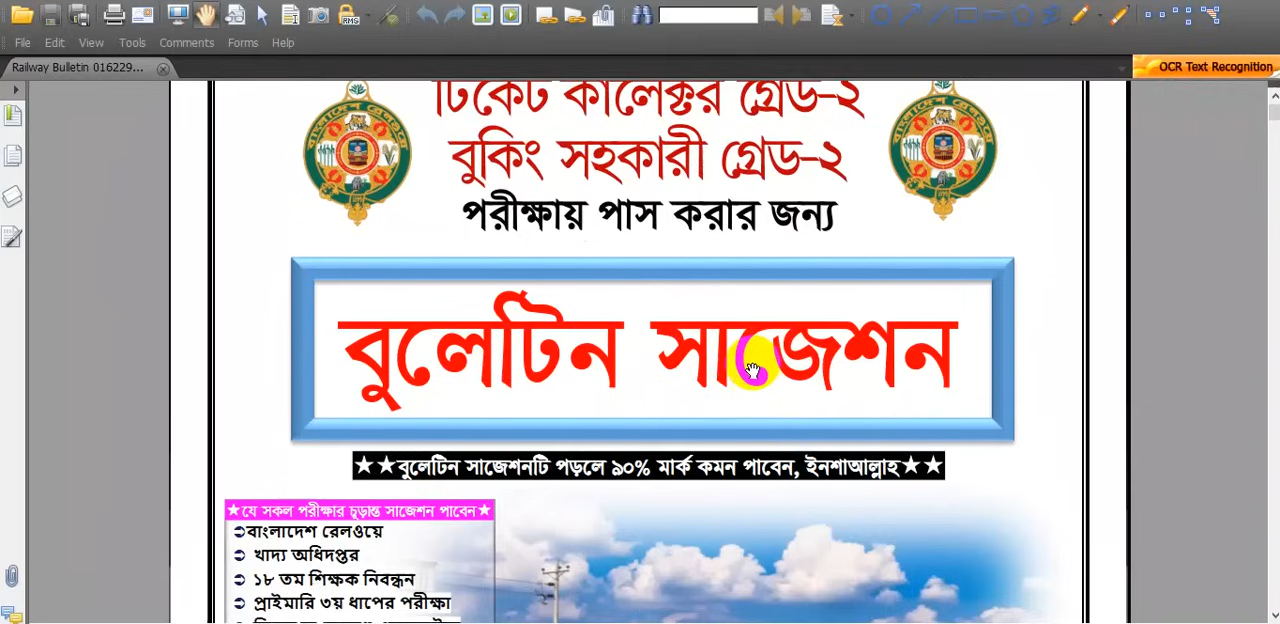 File Edit View Tools Comments Forms Help
Railway Bulletin 016229...
OCR Text Recognition
টিকেট কালেক্টর গ্রেড-২
বুকিং সহকারী গ্রেড-২
পরীক্ষায় পাস করার জন্য
বুলেটিন সাজেশন
★★বুলেটিন সাজেশনটি পড়লে ৯০% মার্ক কমন পাবেন, ইনশাআল্লাহ★★
★যে সকল পরীক্ষার চূড়ান্ত সাজেশন পাবেন★
➲বাংলাদেশ রেলওয়ে
➲ খাদ্য অধিদপ্তর
➲ ১৮ তম শিক্ষক নিবন্ধন
➲ প্রাইমারি ৩য় ধাপের পরীক্ষা